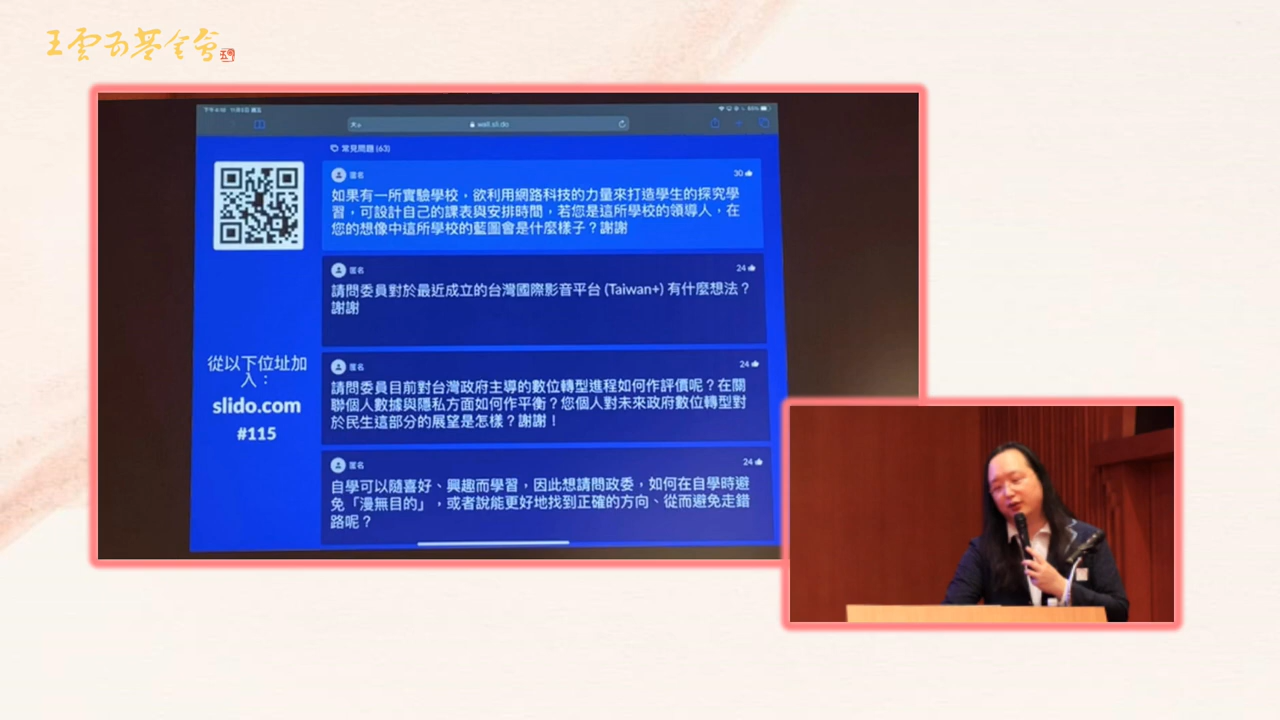 王雲五基金會
wall.sli.do
常見問題 (63)
匿名
30
如果有一所實驗學校，欲利用網路科技的力量來打造學生的探究學
習，可設計自己的課表與安排時間，若您是這所學校的領導人，在
您的想像中這所學校的藍圖會是什麼樣子？謝謝
匿名
24
請問委員對於最近成立的台灣國際影音平台 (Taiwan+) 有什麼想法？
謝謝
匿名
24
請問委員目前對台灣政府主導的數位轉型進程如何作評價呢？在關
聯個人數據與隱私方面如何作平衡？您個人對未來政府數位轉型對
於民生這部分的展望是怎樣？謝謝！
匿名
24
自學可以隨喜好、興趣而學習，因此想請問政委，如何在自學時避
免「漫無目的」，或者說能更好地找到正確的方向、從而避免走錯
路呢？
從以下位址加
入：
slido.com
#115